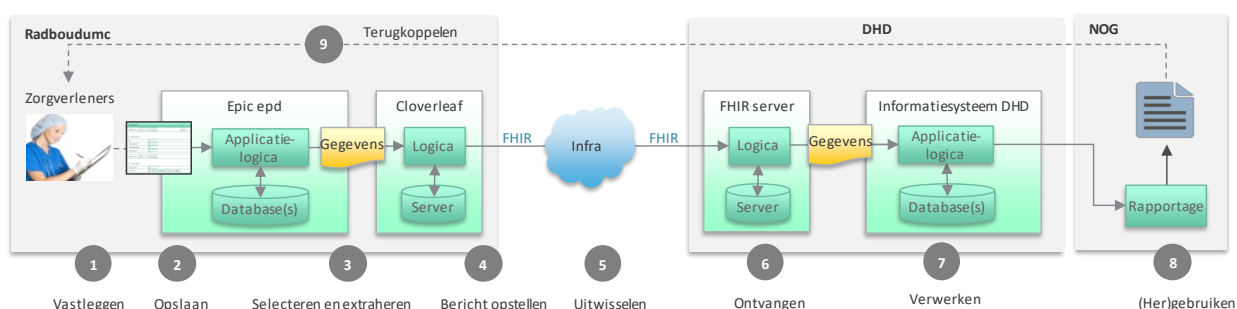 Radboudumc
9
Terugkoppelen
DHD
NOG
Zorgverleners
Epic epd
Cloverleaf
FHIR server
Informatiesysteem DHD
Applicatie-
logica
Gegevens
Logica
FHIR
Infra
FHIR
Logica
Gegevens
Applicatie-
logica
Database(s)
Server
Server
Database(s)
Rapportage
1
2
3
4
5
6
7
8
Vastleggen
Opslaan
Selecteren en extraheren
Bericht opstellen
Uitwisselen
Ontvangen
Verwerken
(Her)gebruiken